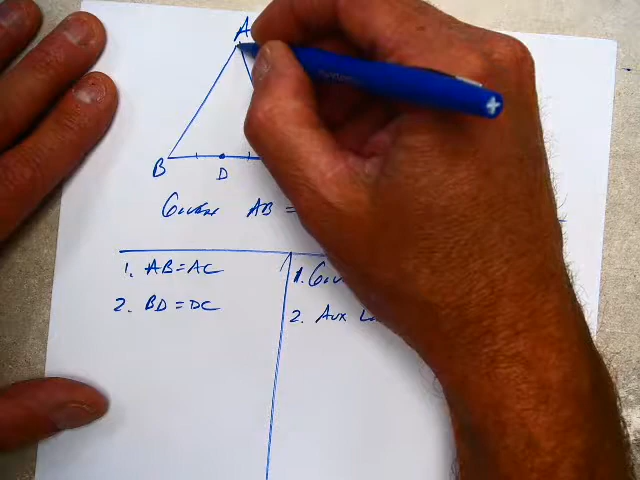 A
B
D
Given AB =
1. AB = AC
1. Giv
2. BD = DC
2. Aux